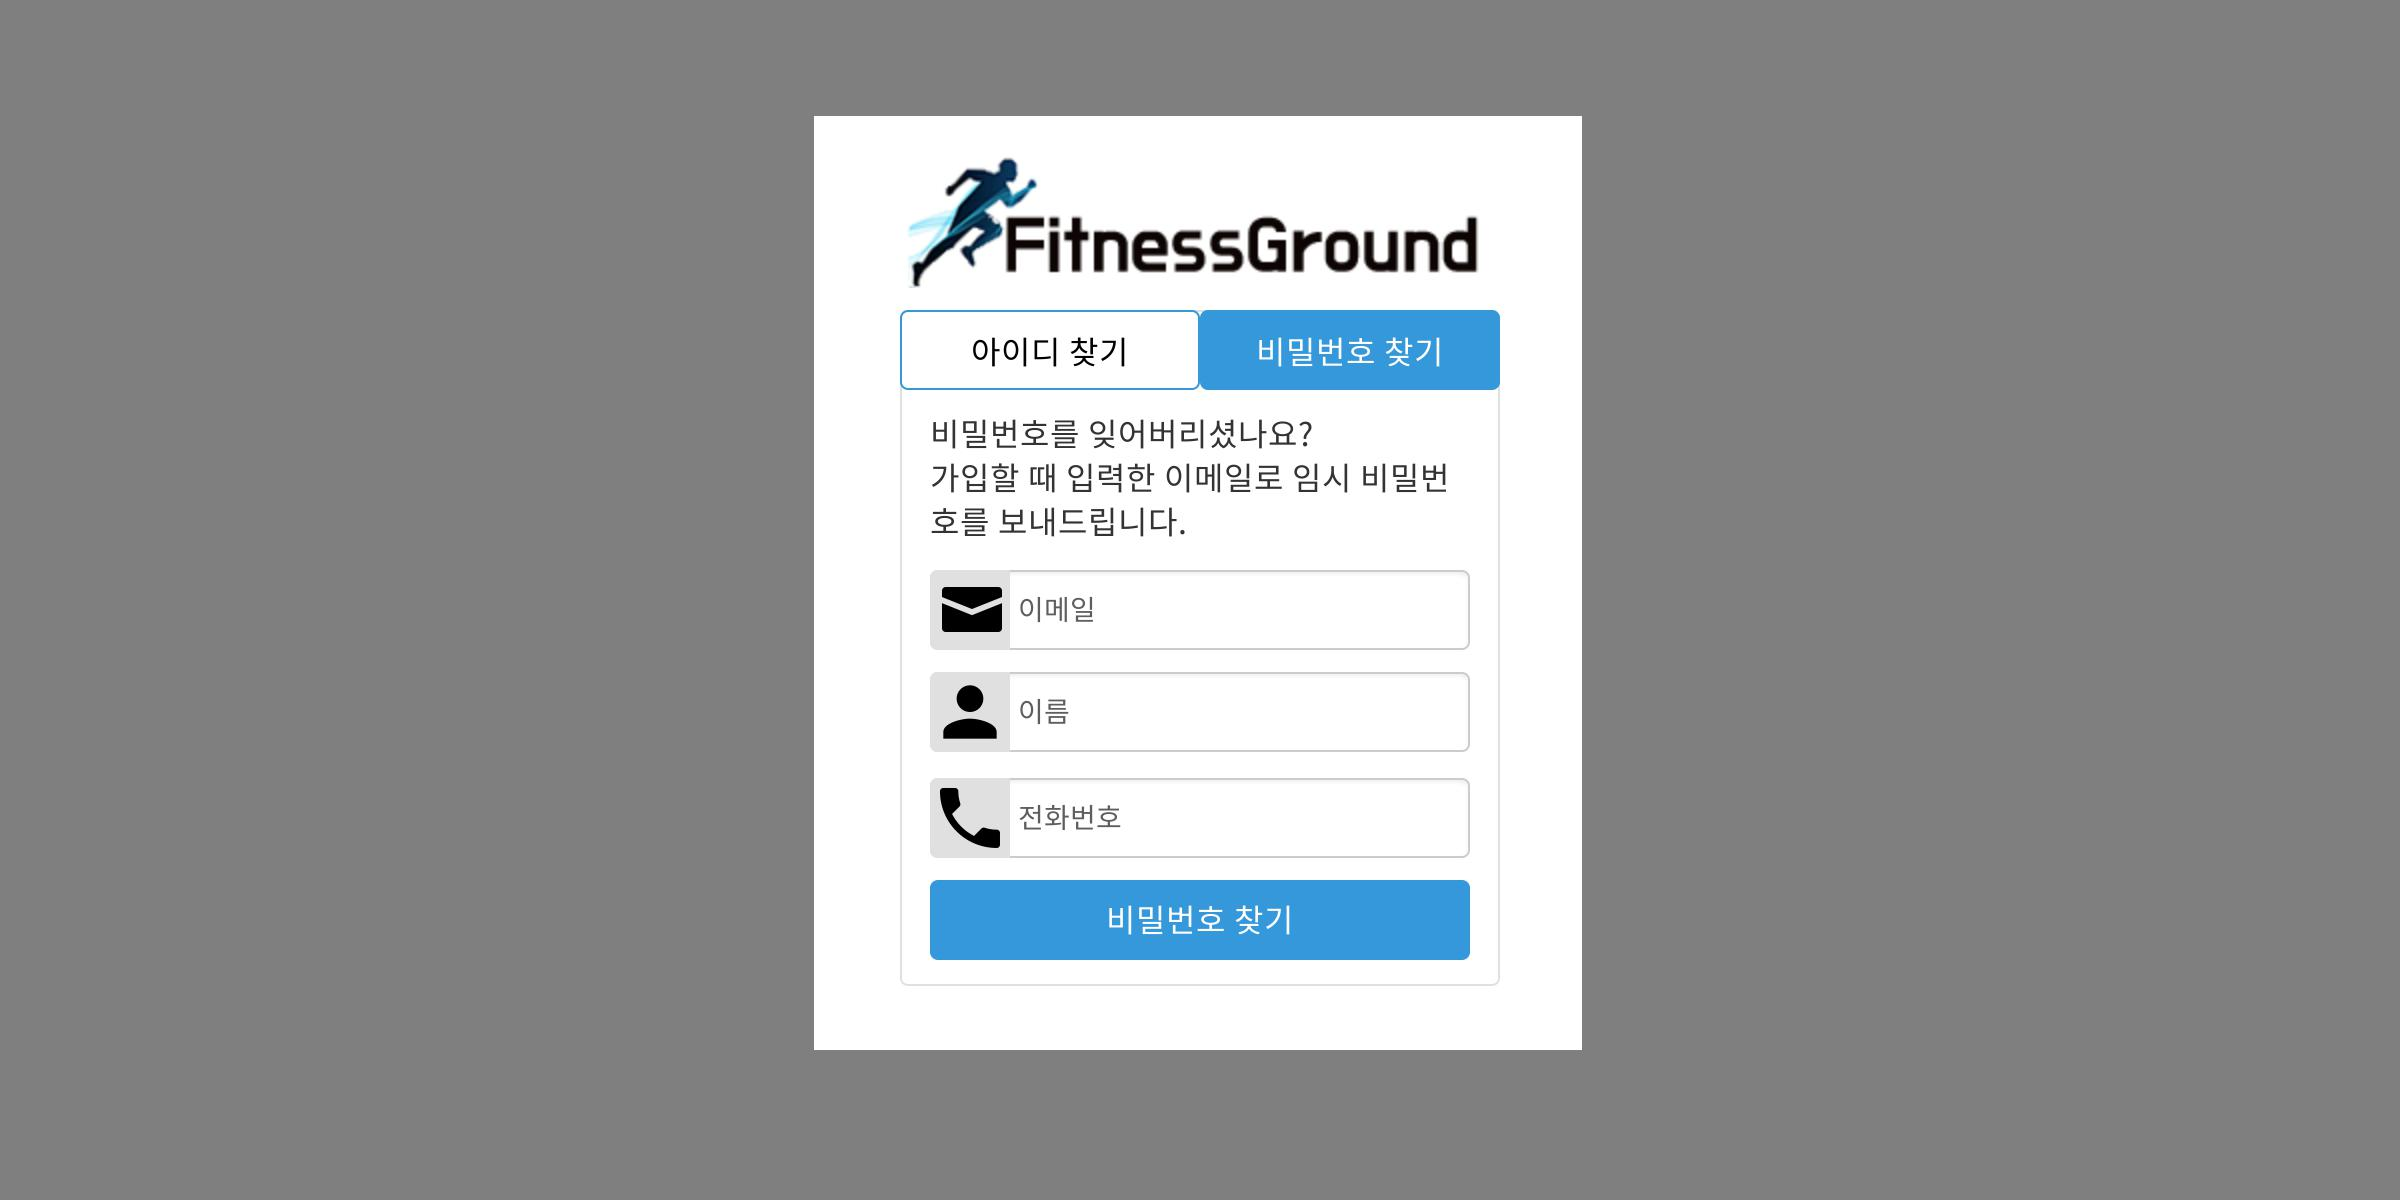 FitnessGround
아이디 찾기
비밀번호 찾기
비밀번호를 잊어버리셨나요?
가입할 때 입력한 이메일로 임시 비밀번
호를 보내드립니다.
이메일
이름
전화번호
비밀번호 찾기